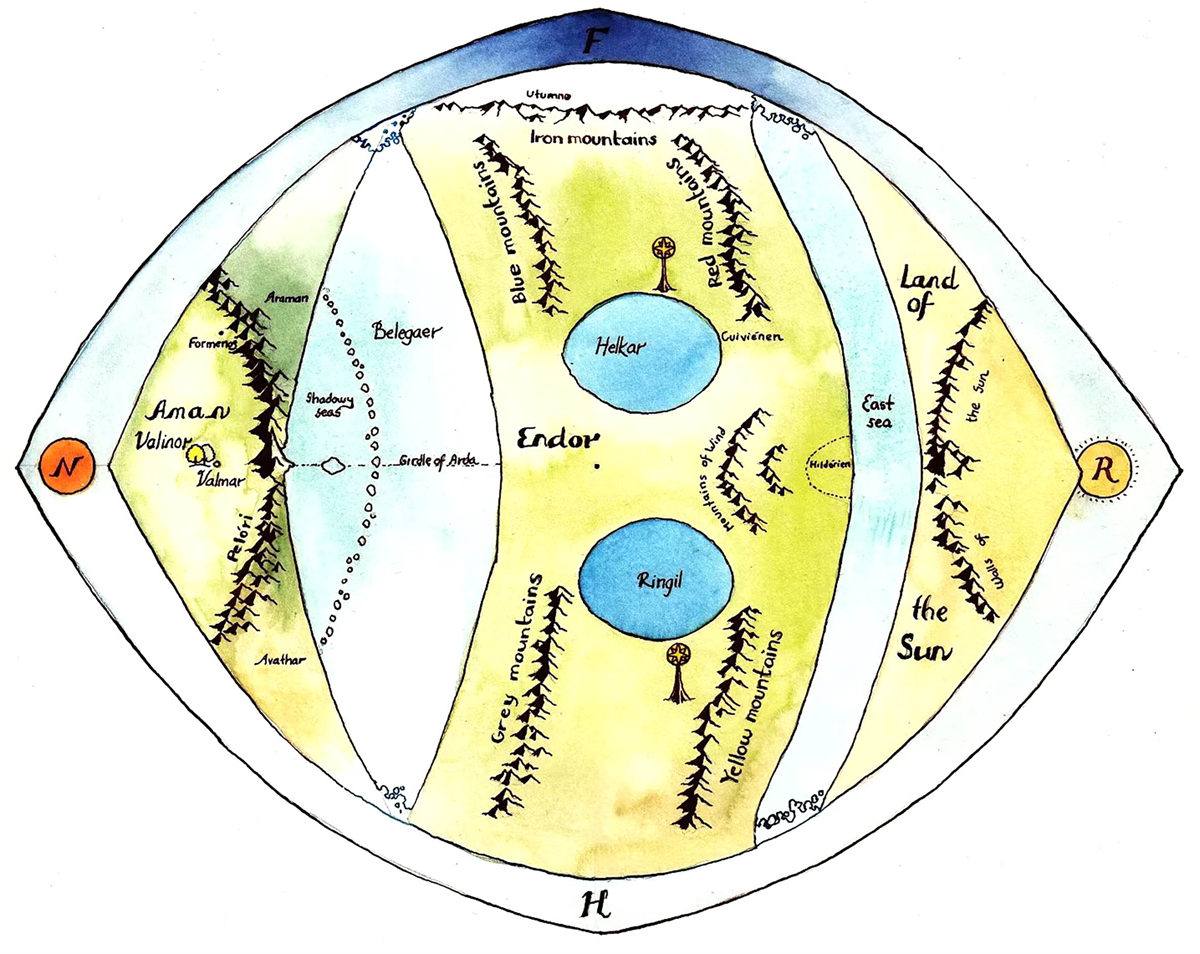 F
Utumno
Iron mountains
Blue mountains
Red mountains
Land
of
Araman
Belegaer
Formenos
Helkar
Cuiviénen
the Sun
Shadowy
seas
East
sea
Aman
Valinor
Endor
Mountains of Wind
Hildórien
Girdle of Arda
N
R
Valmar
Pelóri
Ringil
Walls of
the
Sun
Grey mountains
Yellow mountains
Avathar
H